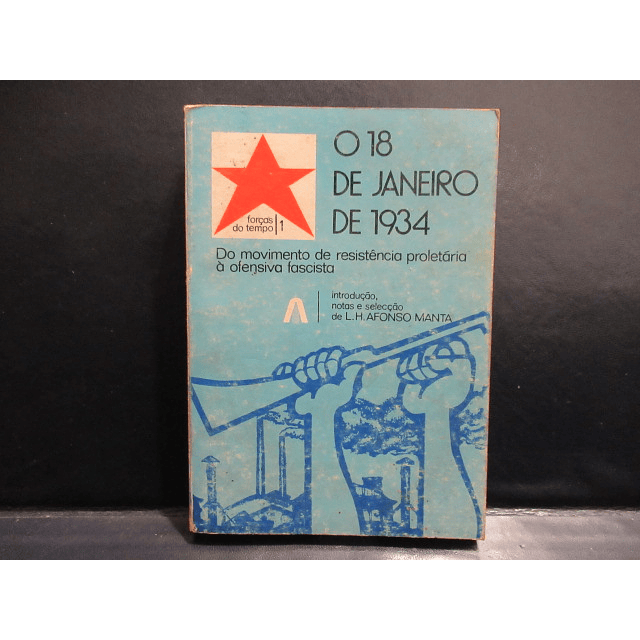 O 18
DE JANEIRO
DE 1934
forças
do tempo | 1
Do movimento de resistência proletária
à ofensiva fascista
introdução,
notas e selecção
de L.H. AFONSO MANTA